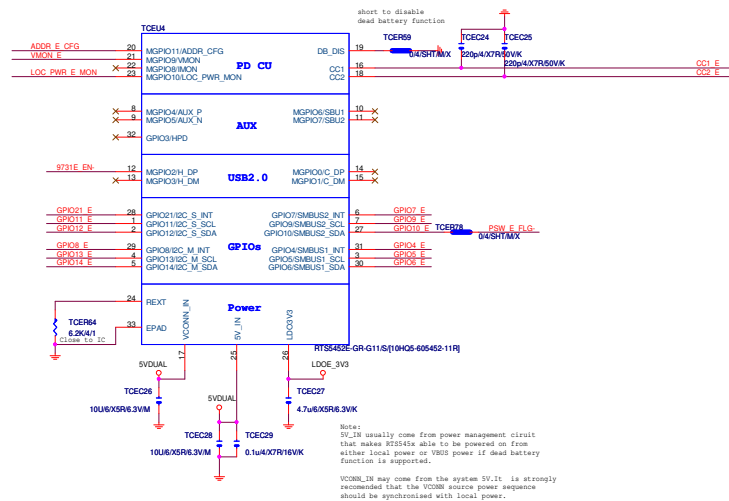 short to disable
dead battery function
TCEU4
ADDR_E_CFG 20 MGPIO11/ADDR_CFG DB_DIS 19 TCER59 0/4/SHT/M/X
VMON_E 21 MGPIO9/VMON
22 MGPIO8/IMON CC1 16 CC1_E
LOC_PWR_E_MON 23 MGPIO10/LOC_PWR_MON CC2 18 CC2_E
PD CU
TCEC24 TCEC25
220p/4/X7R/50V/K 220p/4/X7R/50V/K
8 MGPIO4/AUX_P MGPIO6/SBU1 10
9 MGPIO5/AUX_N MGPIO7/SBU2 11
AUX
32 GPIO3/HPD
9731E_EN- 12 MGPIO2/H_DP MGPIO0/C_DP 14
13 MGPIO3/H_DM MGPIO1/C_DM 15
USB2.0
GPIO21_E 28 GPIO21/I2C_S_INT GPIO7/SMBUS2_INT 6 GPIO7_E
GPIO11_E 1 GPIO11/I2C_S_SCL GPIO9/SMBUS2_SCL 7 GPIO9_E
GPIO12_E 2 GPIO12/I2C_S_SDA GPIO10/SMBUS2_SDA 27 GPIO10_E TCER78 PSW_E_FLG-
0/4/SHT/M/X
GPIOs
GPIO8_E 29 GPIO8/I2C_M_INT GPIO4/SMBUS1_INT 31 GPIO4_E
GPIO13_E 4 GPIO13/I2C_M_SCL GPIO5/SMBUS1_SCL 3 GPIO5_E
GPIO14_E 5 GPIO14/I2C_M_SDA GPIO6/SMBUS1_SDA 30 GPIO6_E
24 REXT
Power
TCER64
6.2K/4/1
Close to IC
33 EPAD
VCONN_IN 5V_IN LDO3V3
17 25 26
RTS5452E-GR-G11/S/[10HQ5-605452-11R]
5VDUAL LDOE_3V3
TCEC26
10U/6/X5R/6.3V/M
5VDUAL
TCEC27
4.7u/6/X5R/6.3V/K
TCEC28 TCEC29
10U/6/X5R/6.3V/M 0.1u/4/X7R/16V/K
Note:
5V_IN usually come from power management ciruit
that makes RTS545x able to be powered on from
either local power or VBUS power if dead battery
function is supported.
VCONN_IN may come from the system 5V.It is strongly
recomended that the VCONN source power sequence
should be synchronised with local power.